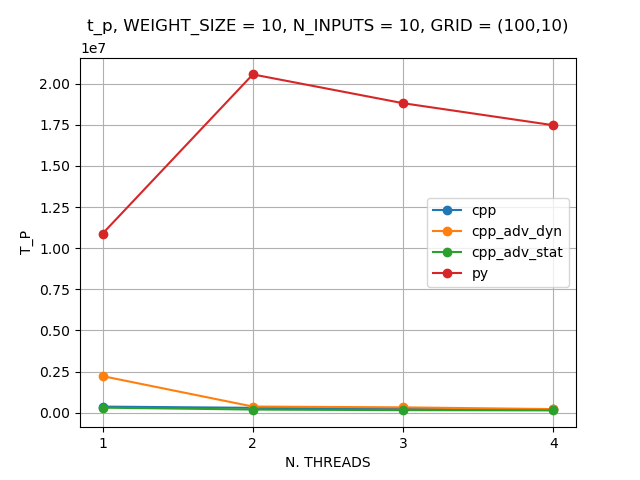 t_p, WEIGHT_SIZE = 10, N_INPUTS = 10, GRID = (100,10)
1e7
2.00
1.75
1.50
1.25
1.00
0.75
0.50
0.25
0.00
T_P
cpp
cpp_adv_dyn
cpp_adv_stat
py
1 2 3 4
N. THREADS